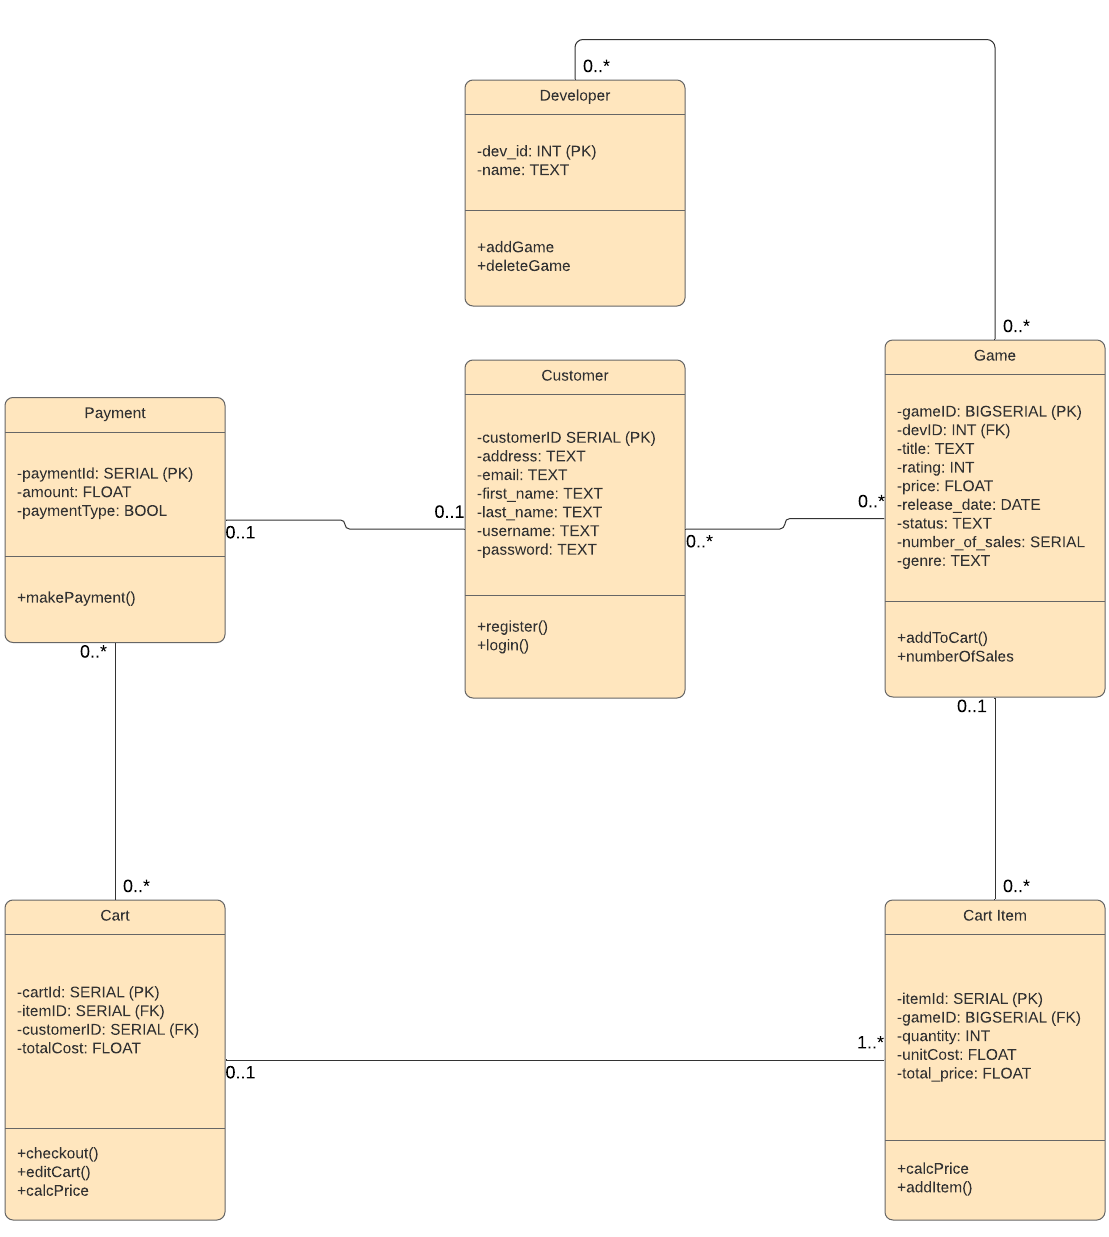 0..*
Developer
-dev_id: INT (PK)
-name: TEXT
+addGame
+deleteGame
0..*
Game
-gameID: BIGSERIAL (PK)
-devID: INT (FK)
-title: TEXT
-rating: INT
-price: FLOAT
-release_date: DATE
-status: TEXT
-number_of_sales: SERIAL
-genre: TEXT
+addToCart()
+numberOfSales
0..1
Customer
-customerID SERIAL (PK)
-address: TEXT
-email: TEXT
-first_name: TEXT
-last_name: TEXT
-username: TEXT
-password: TEXT
+register()
+login()
0..1
0..*
0..*
Payment
-paymentId: SERIAL (PK)
-amount: FLOAT
-paymentType: BOOL
+makePayment()
0..1
0..*
0..*
Cart
-cartId: SERIAL (PK)
-itemID: SERIAL (FK)
-customerID: SERIAL (FK)
-totalCost: FLOAT
+checkout()
+editCart()
+calcPrice
0..1
1..*
0..*
Cart Item
-itemId: SERIAL (PK)
-gameID: BIGSERIAL (FK)
-quantity: INT
-unitCost: FLOAT
-total_price: FLOAT
+calcPrice
+addItem()